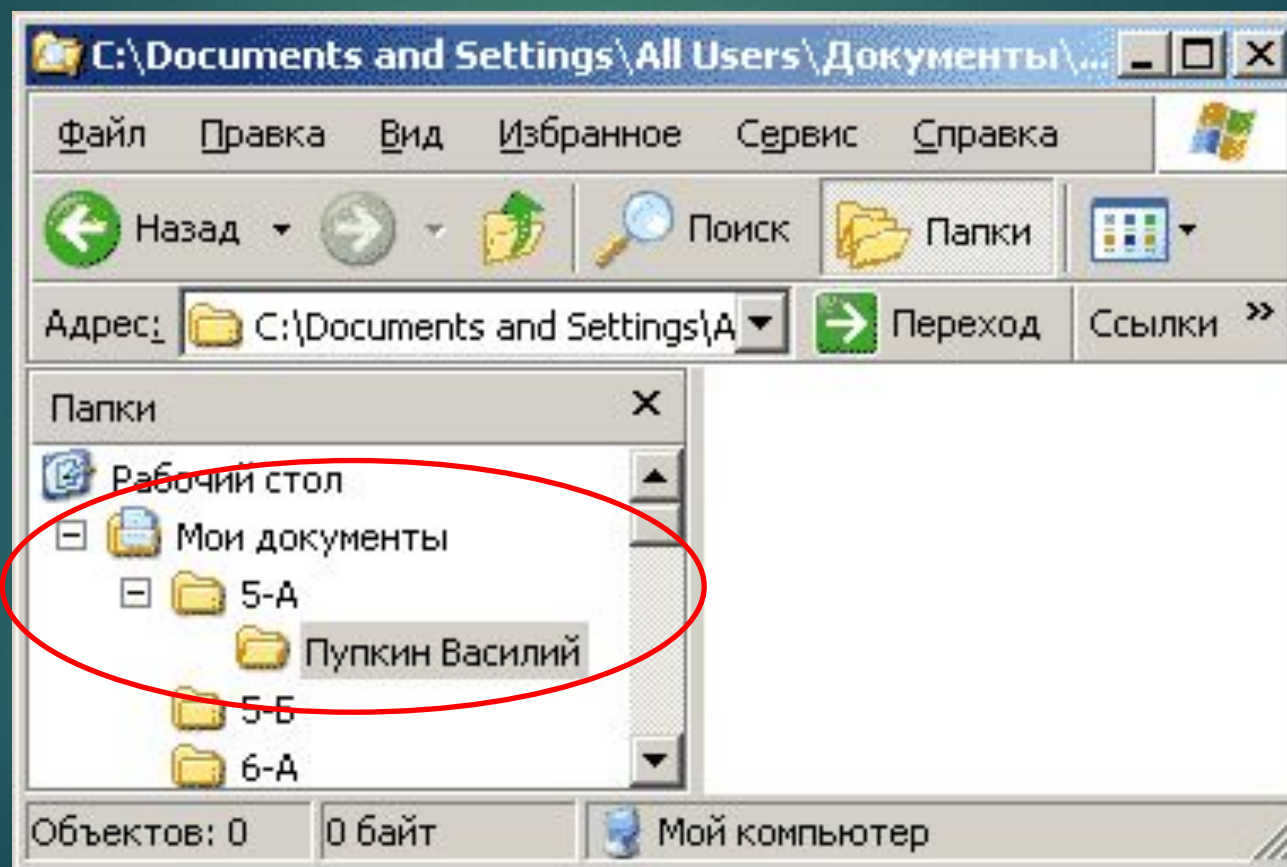 C:\Documents and Settings\All Users\Документы\...
Файл Правка Вид Избранное Сервис Справка
Назад Поиск Папки
Адрес: C:\Documents and Settings\A Переход Ссылки »
Папки
Рабочий стол
Мои документы
5-А
Пупкин Василий
5-Б
6-А
Объектов: 0 0 байт Мой компьютер